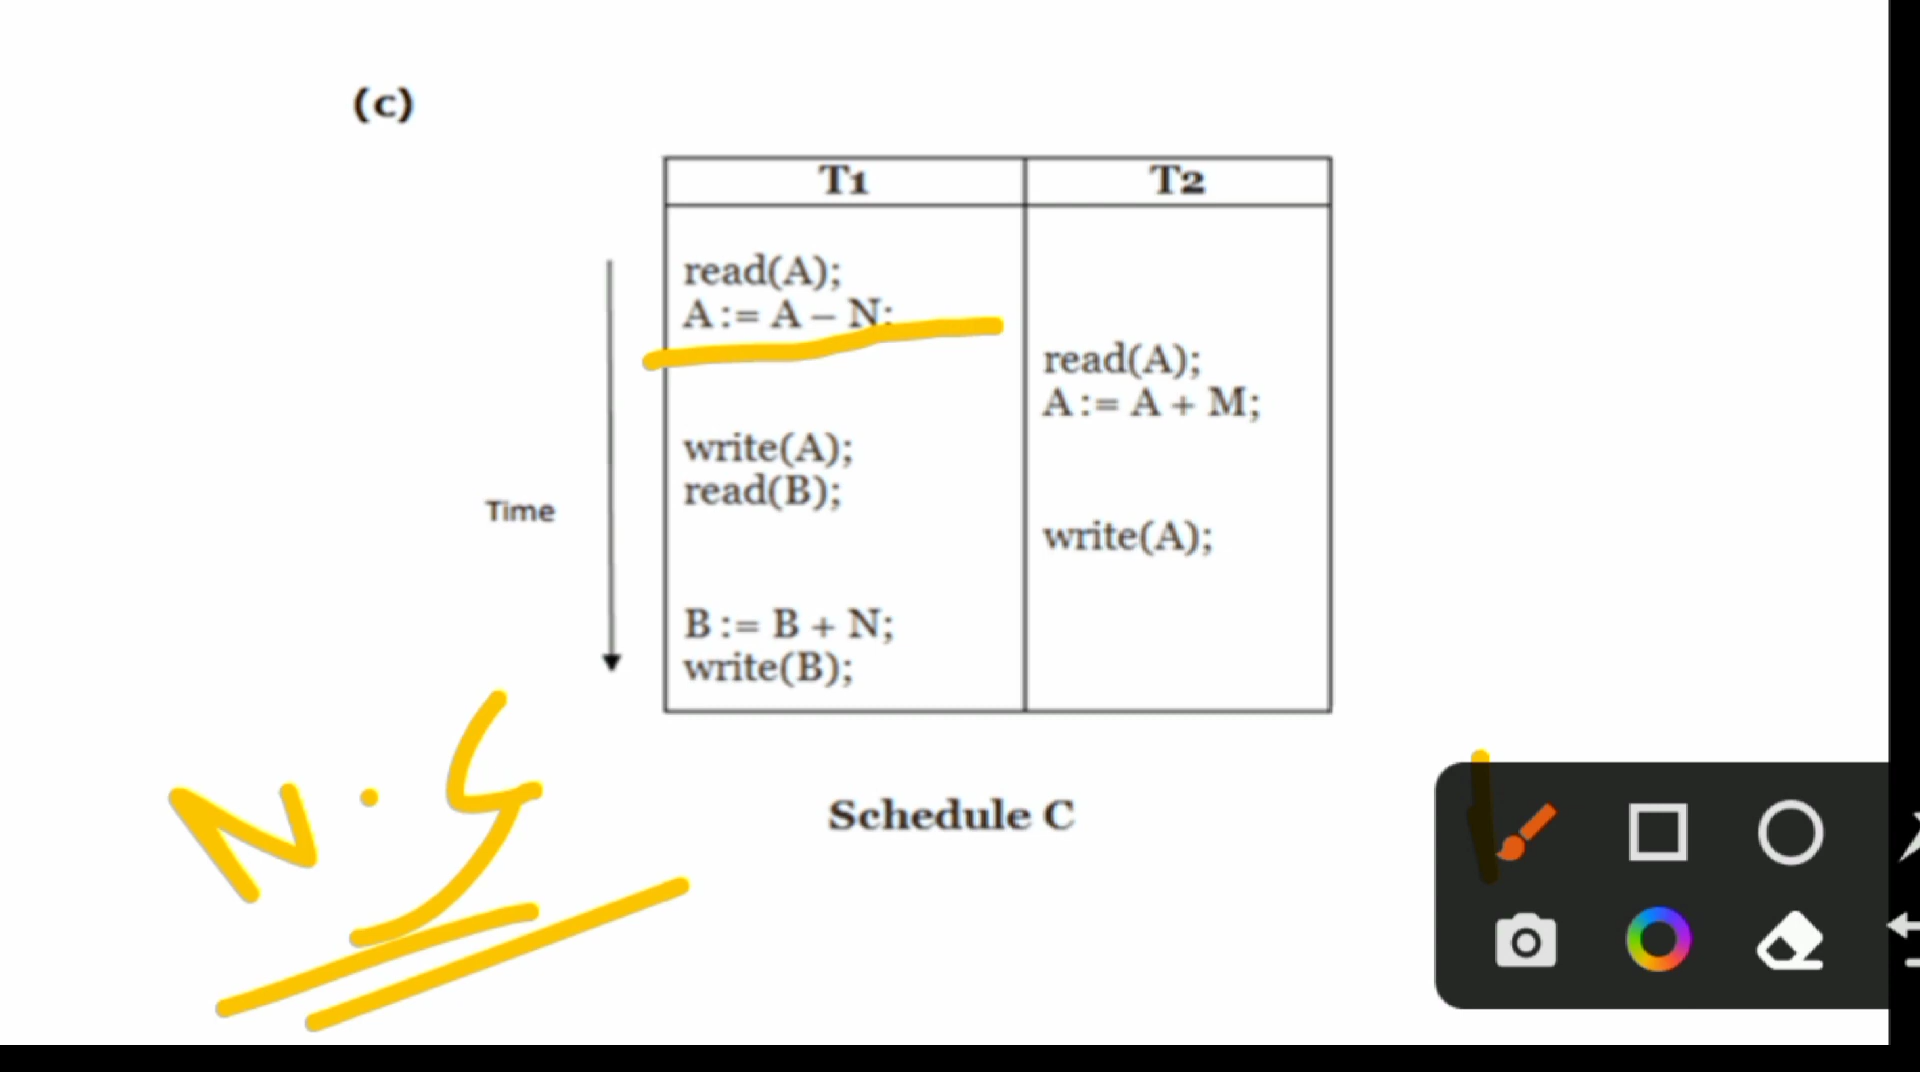 (c)
T1
T2
read(A);
A := A – N;
read(A);
A := A + M;
write(A);
read(B);
Time
write(A);
B := B + N;
write(B);
N.S
Schedule C